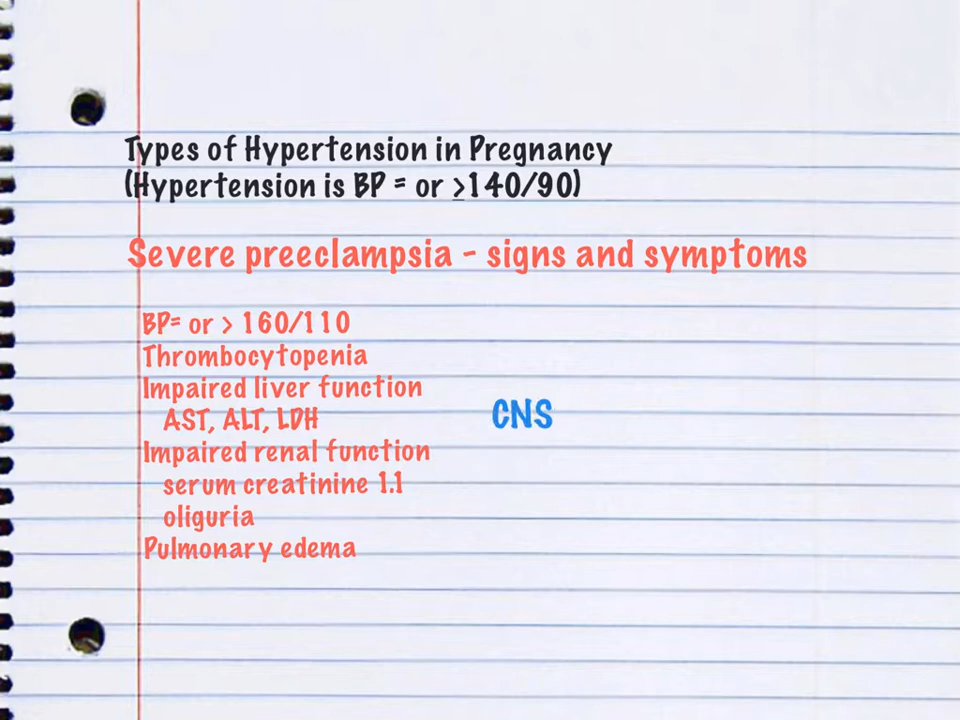 Types of Hypertension in Pregnancy
(Hypertension is BP = or >140/90)
Severe preeclampsia - signs and symptoms
BP= or > 160/110
Thrombocytopenia
Impaired liver function
AST, ALT, LDH
CNS
Impaired renal function
serum creatinine 1.1
oliguria
Pulmonary edema